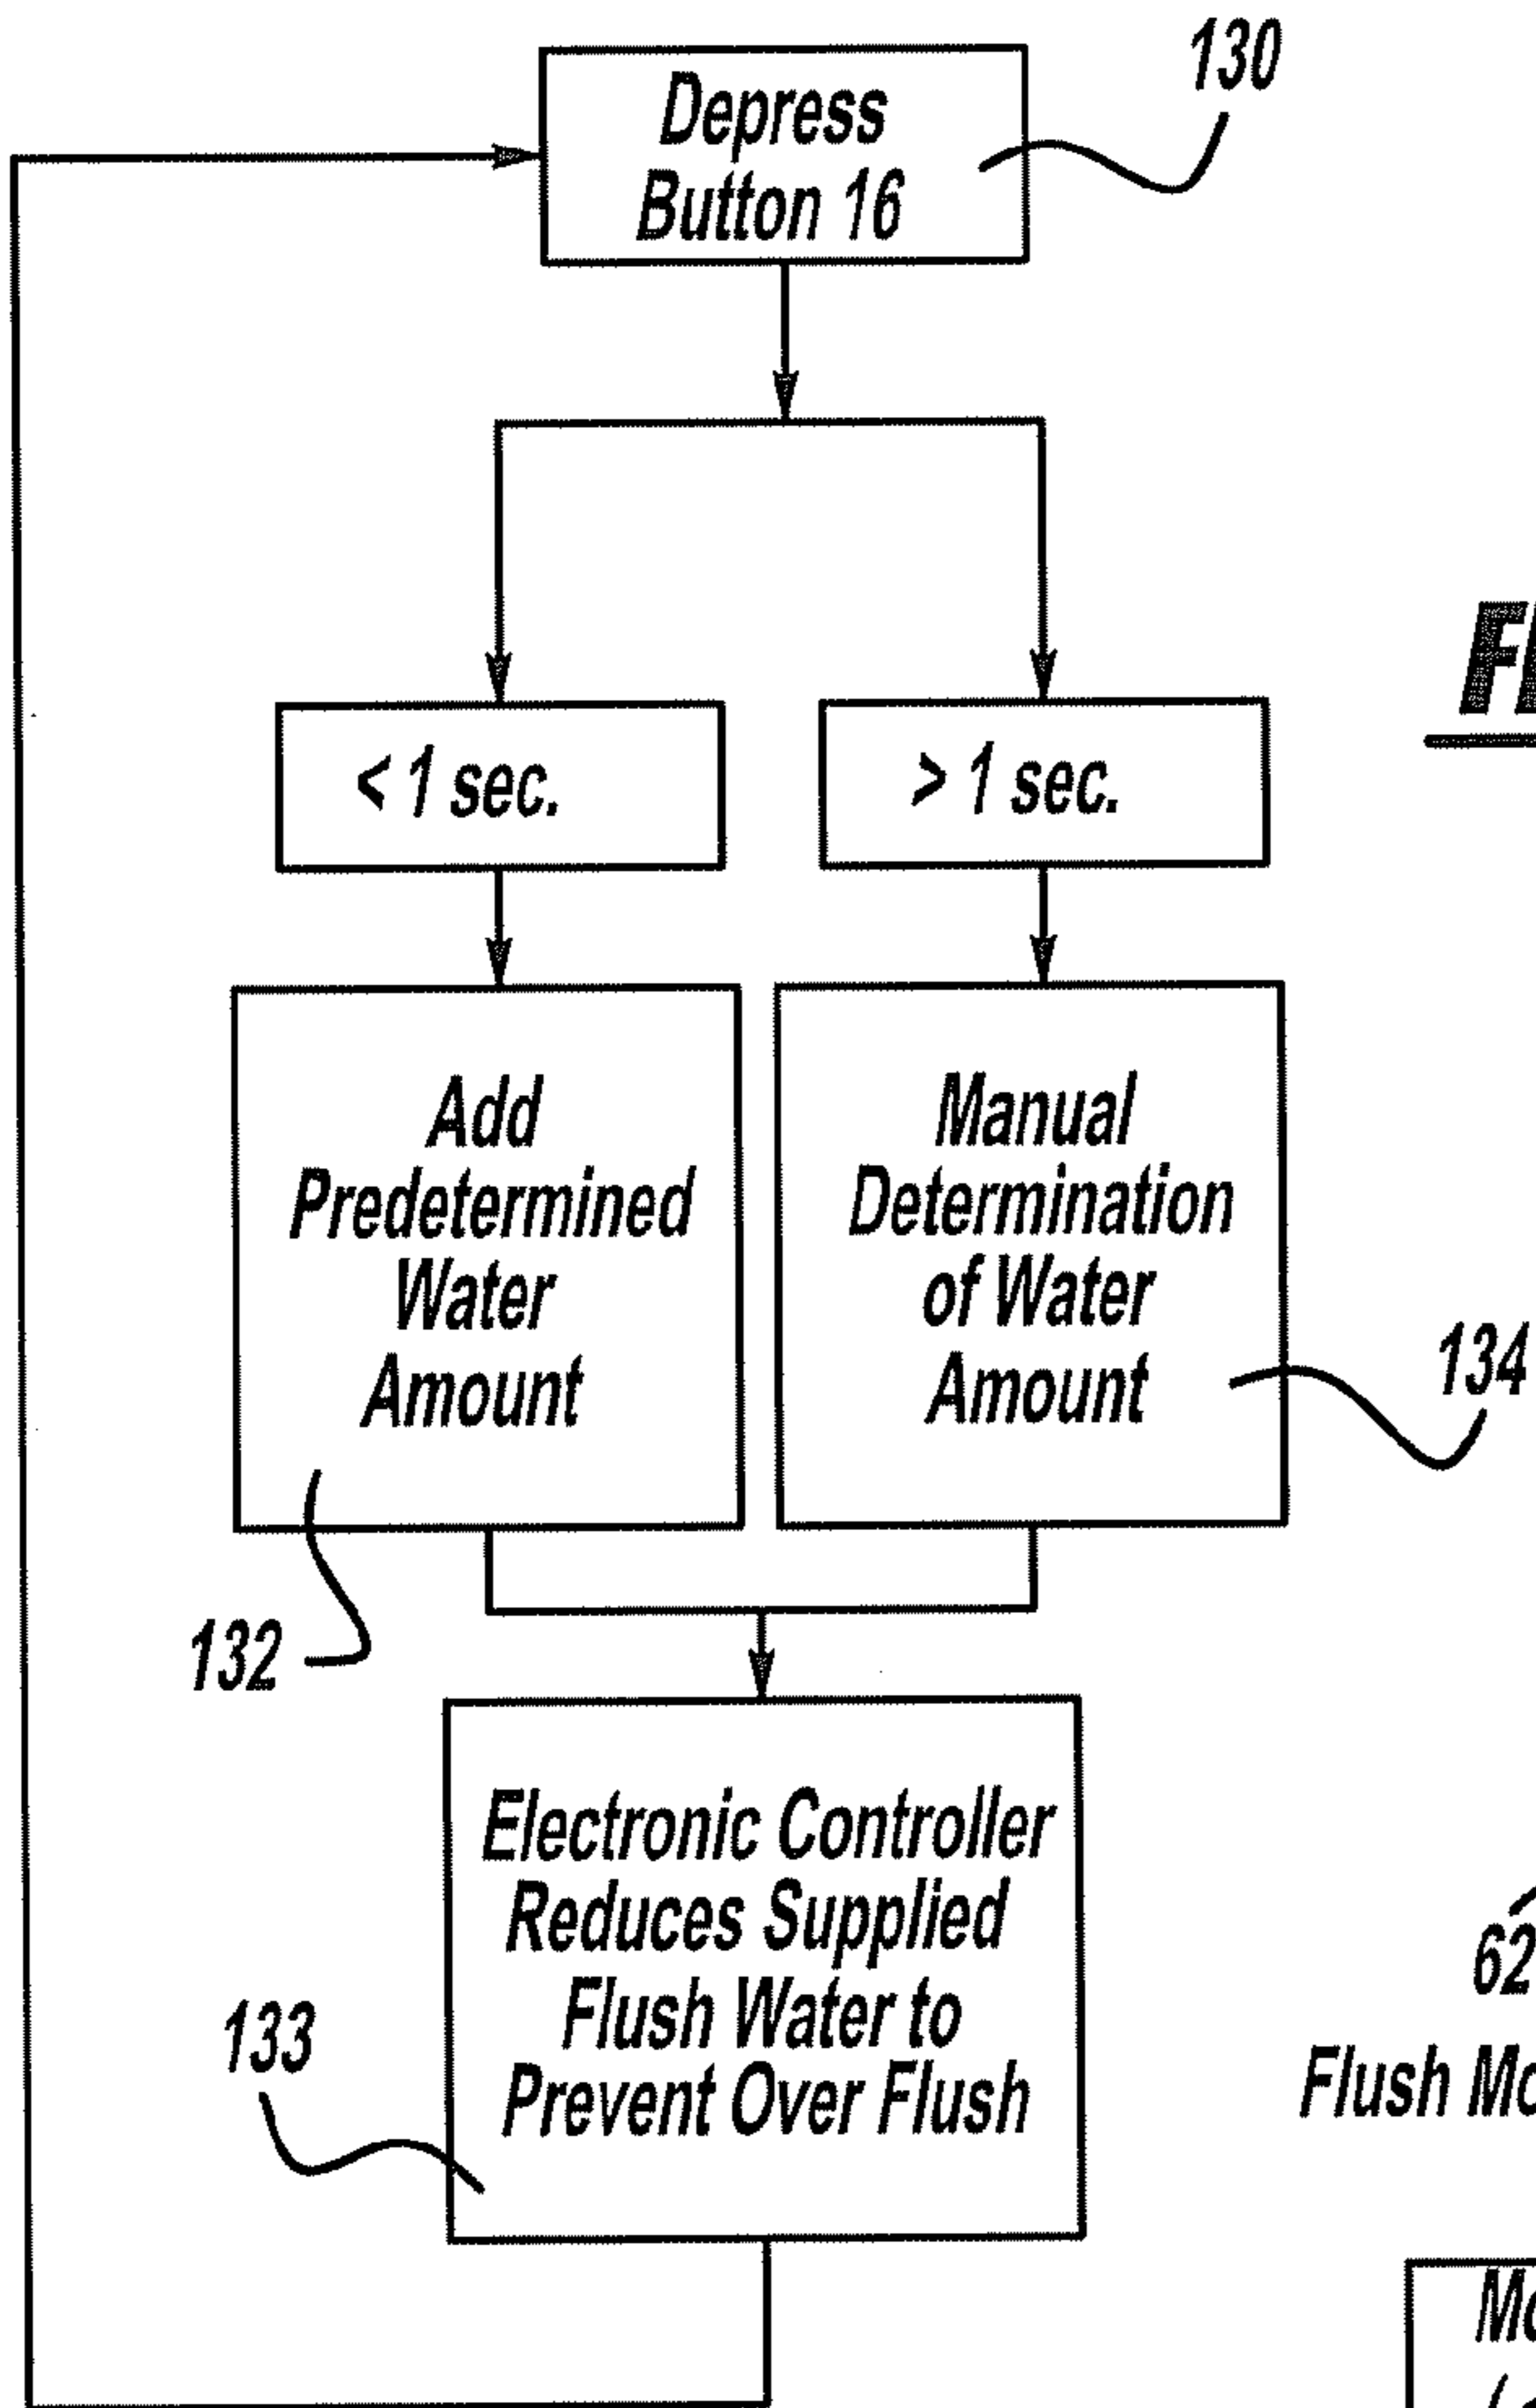 130
Depress
Button 16
< 1 sec.
> 1 sec.
Add
Predetermined
Water
Amount
Manual
Determination
of Water
Amount
134
132
Electronic Controller
Reduces Supplied
Flush Water to
Prevent Over Flush
133
62
Flush